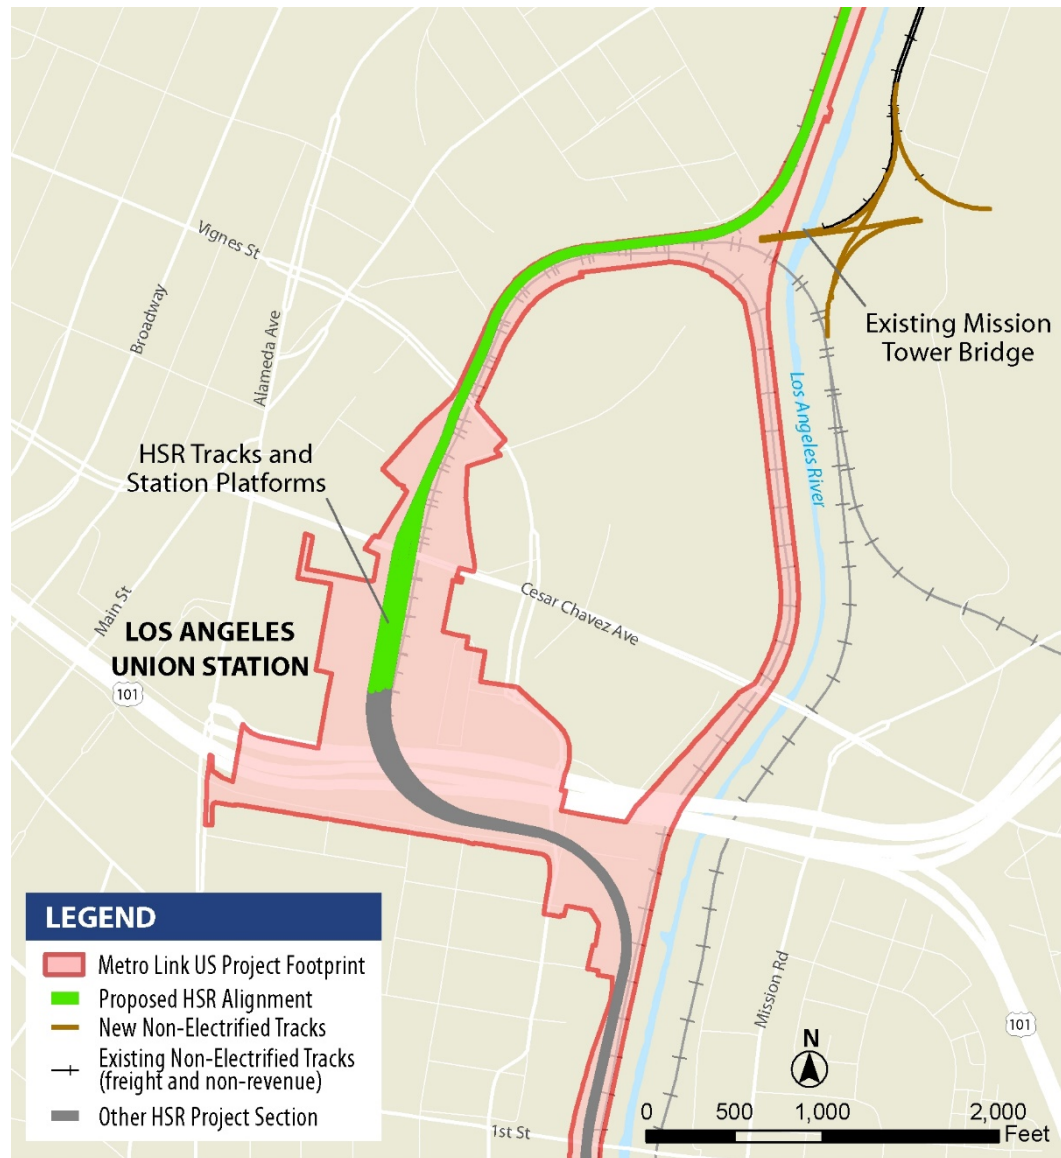 Vignes St
Broadway
Alameda Ave
Existing Mission
Tower Bridge
Los Angeles River
HSR Tracks and
Station Platforms
Cesar Chavez Ave
Main St
LOS ANGELES
UNION STATION
101
LEGEND
Metro Link US Project Footprint
Proposed HSR Alignment
New Non-Electrified Tracks
Existing Non-Electrified Tracks
(freight and non-revenue)
Other HSR Project Section
Mission Rd
101
N
0 500 1,000 2,000
Feet
1st St